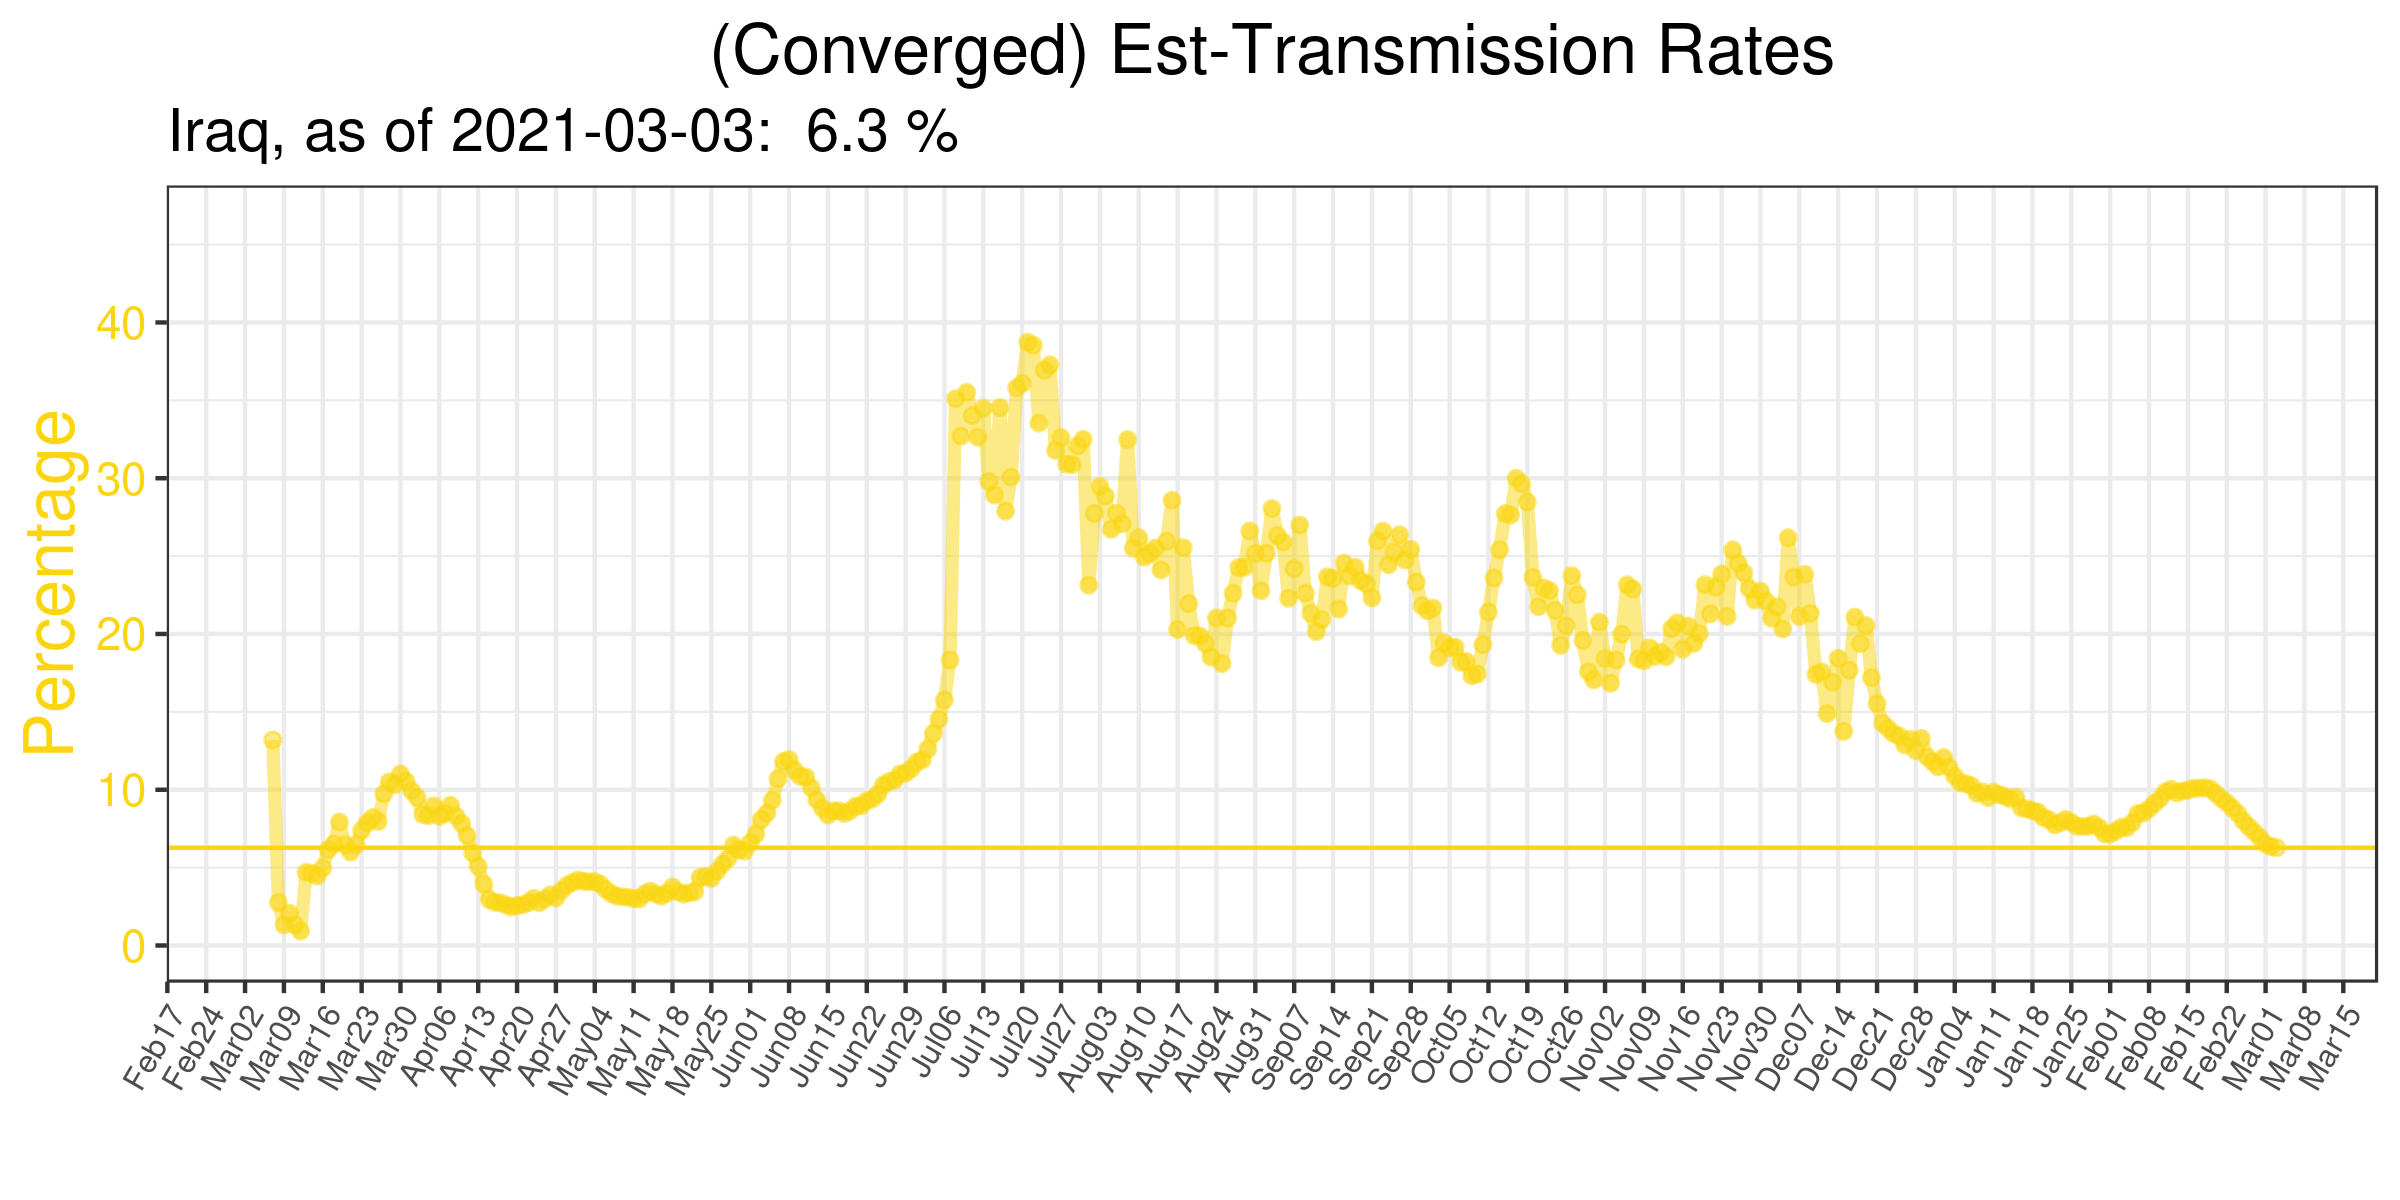 (Converged) Est-Transmission Rates
Iraq, as of 2021-03-03:  6.3 %
Percentage
40
30
20
10
0
Feb17
Feb24
Mar02
Mar09
Mar16
Mar23
Mar30
Apr06
Apr13
Apr20
Apr27
May04
May11
May18
May25
Jun01
Jun08
Jun15
Jun22
Jun29
Jul06
Jul13
Jul20
Jul27
Aug03
Aug10
Aug17
Aug24
Aug31
Sep07
Sep14
Sep21
Sep28
Oct05
Oct12
Oct19
Oct26
Nov02
Nov09
Nov16
Nov23
Nov30
Dec07
Dec14
Dec21
Dec28
Jan04
Jan11
Jan18
Jan25
Feb01
Feb08
Feb15
Feb22
Mar01
Mar08
Mar15